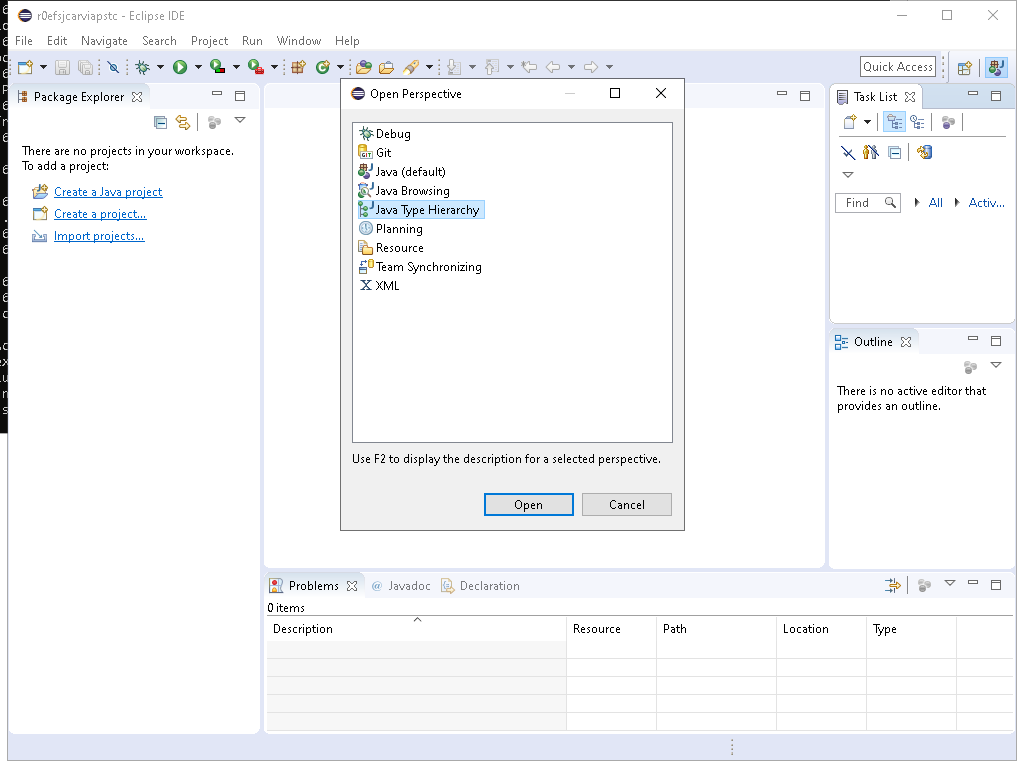 r0efsjcarviapstc - Eclipse IDE
File Edit Navigate Search Project Run Window Help
Quick Access
Package Explorer
There are no projects in your workspace.
To add a project:
Create a Java project
Create a project...
Import projects...
Open Perspective
Debug
GIT
Git
Java (default)
Java Browsing
Java Type Hierarchy
Planning
Resource
Team Synchronizing
XML
Use F2 to display the description for a selected perspective.
Open Cancel
Task List
Find All Activ...
Outline
There is no active editor that
provides an outline.
Problems @ Javadoc Declaration
0 items
Description Resource Path Location Type